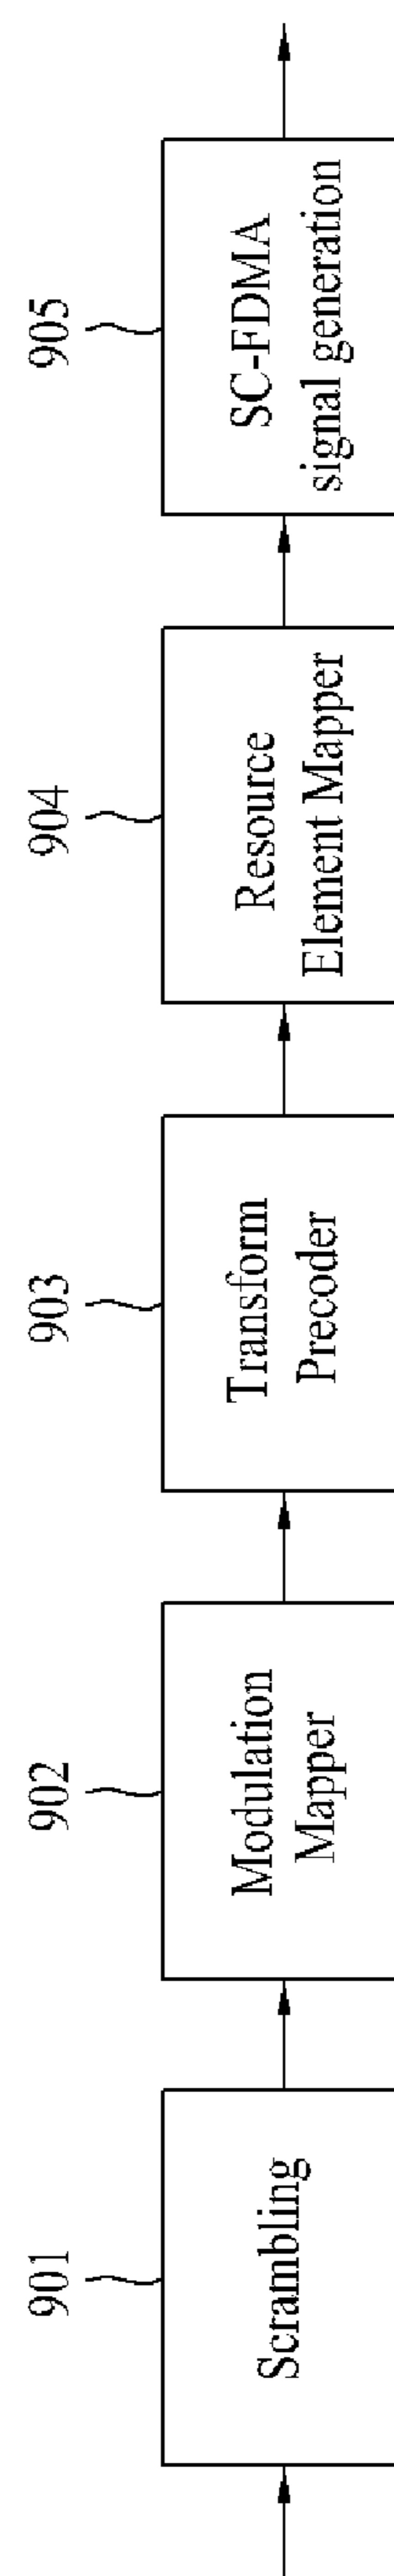 901
Scrambling
902
Modulation
Mapper
903
Transform
Precoder
904
Resource
Element Mapper
905
SC-FDMA
signal generation